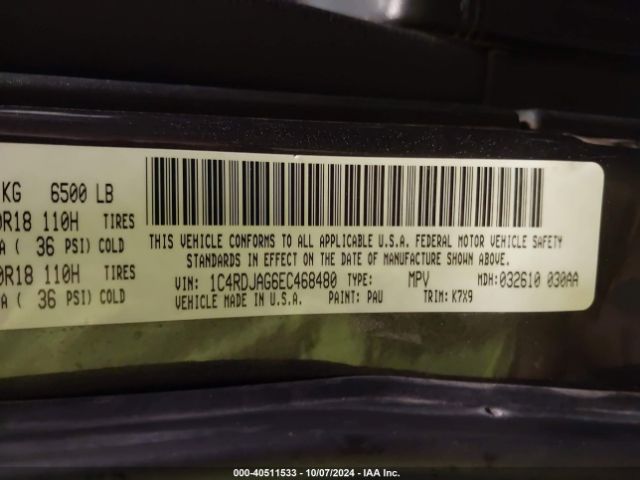 KG 6500 LB
0R18 110H TIRES
A ( 36 PSI) COLD
0R18 110H TIRES
A ( 36 PSI) COLD
THIS VEHICLE CONFORMS TO ALL APPLICABLE U.S.A. FEDERAL MOTOR VEHICLE SAFETY
STANDARDS IN EFFECT ON THE DATE OF MANUFACTURE SHOWN ABOVE.
VIN: 1C4RDJAG6EC468480 TYPE: MPV MDH: 032610 030AA
VEHICLE MADE IN U.S.A. PAINT: PAU TRIM: K7X9
000-40511533 - 10/07/2024 - IAA Inc.